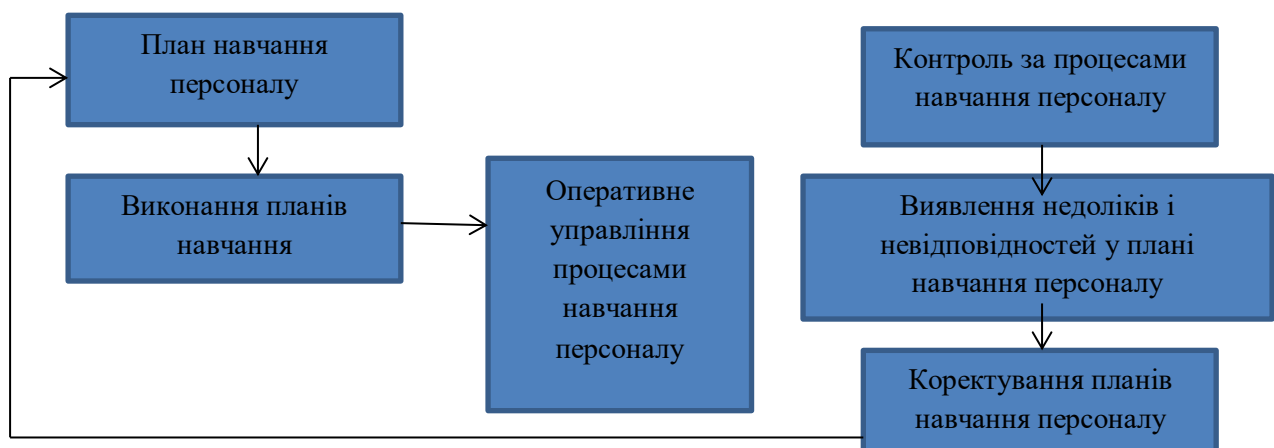 План навчання
персоналу
Виконання планів
навчання
Оперативне
управління
процесами
навчання
персоналу
Контроль за процесами
навчання персоналу
Виявлення недоліків і
невідповідностей у плані
навчання персоналу
Коректування планів
навчання персоналу